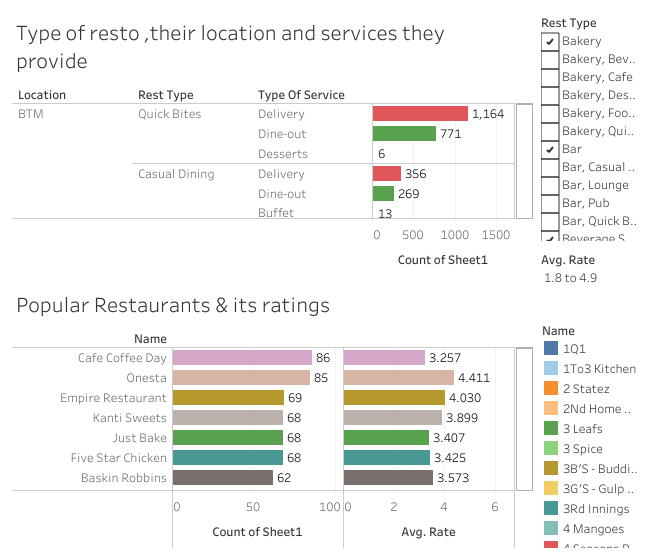 Type of resto ,their location and services they
provide
Location Rest Type Type Of Service
BTM Quick Bites Delivery 1,164
Dine-out 771
Desserts 6
Casual Dining Delivery 356
Dine-out 269
Buffet 13
0 500 1000 1500
Count of Sheet1
Rest Type
Bakery
Bakery, Bev..
Bakery, Cafe
Bakery, Des..
Bakery, Foo..
Bakery, Qui..
Bar
Bar, Casual ..
Bar, Lounge
Bar, Pub
Bar, Quick B..
Beverage S..
Avg. Rate
1.8 to 4.9
Popular Restaurants & its ratings
Name
Cafe Coffee Day 86 3.257
Onesta 85 4.411
Empire Restaurant 69 4.030
Kanti Sweets 68 3.899
Just Bake 68 3.407
Five Star Chicken 68 3.425
Baskin Robbins 62 3.573
0 50 100 0 2 4 6
Count of Sheet1 Avg. Rate
Name
1Q1
1To3 Kitchen
2 Statez
2Nd Home ..
3 Leafs
3 Spice
3B'S - Buddi..
3G'S - Gulp ..
3Rd Innings
4 Mangoes
4 Seasons R..